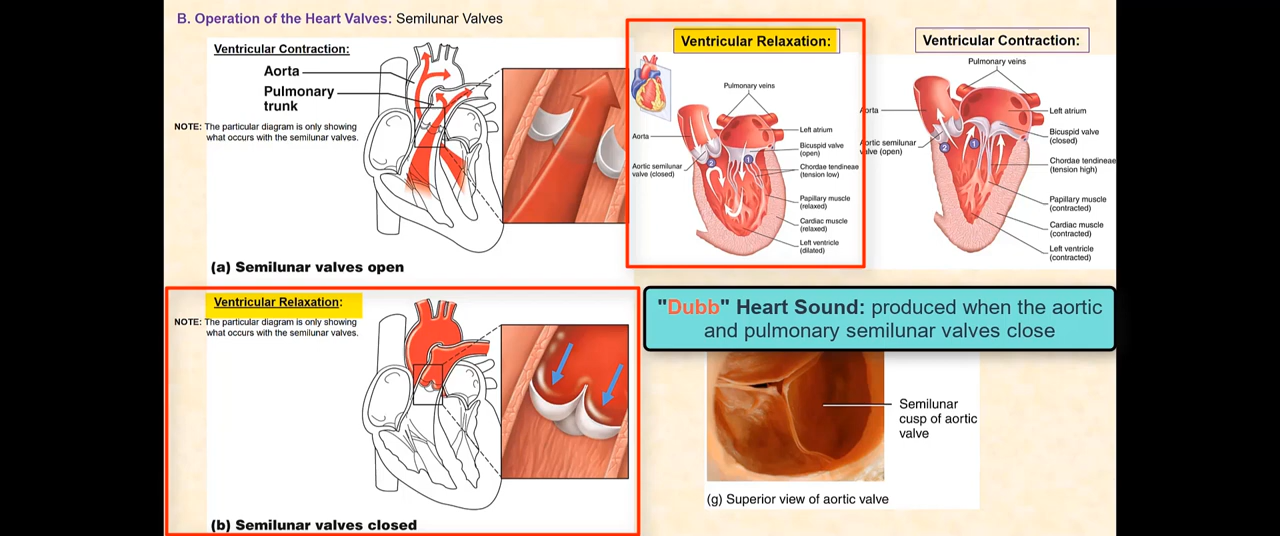 B. Operation of the Heart Valves: Semilunar Valves
Ventricular Contraction:
Aorta
Pulmonary
trunk
NOTE: The particular diagram is only showing
what occurs with the semilunar valves.
(a) Semilunar valves open
Ventricular Relaxation:
Pulmonary veins
Aorta
Left atrium
Bicuspid valve
(open)
Aortic semilunar
valve (closed)
Chordae tendineae
(tension low)
Papillary muscle
(relaxed)
Cardiac muscle
(relaxed)
Left ventricle
(dilated)
2
1
Ventricular Contraction:
Pulmonary veins
Aorta
Left atrium
Bicuspid valve
(closed)
Aortic semilunar
valve (open)
Chordae tendineae
(tension high)
Papillary muscle
(contracted)
Cardiac muscle
(contracted)
Left ventricle
(contracted)
2
1
Ventricular Relaxation:
NOTE: The particular diagram is only showing
what occurs with the semilunar valves.
(b) Semilunar valves closed
"Dubb" Heart Sound: produced when the aortic
and pulmonary semilunar valves close
Semilunar
cusp of aortic
valve
(g) Superior view of aortic valve